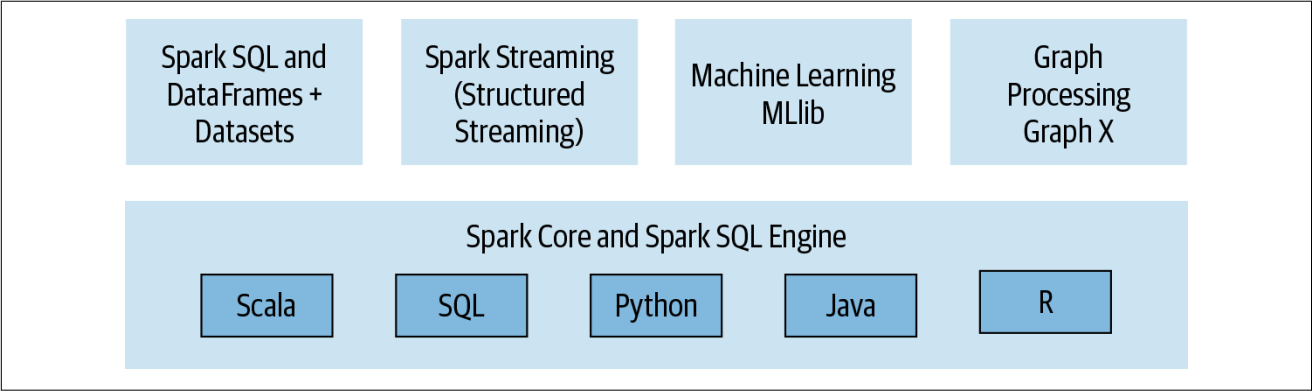 Spark SQL and
DataFrames +
Datasets
Spark Streaming
(Structured
Streaming)
Machine Learning
MLlib
Graph
Processing
Graph X
Spark Core and Spark SQL Engine
Scala
SQL
Python
Java
R